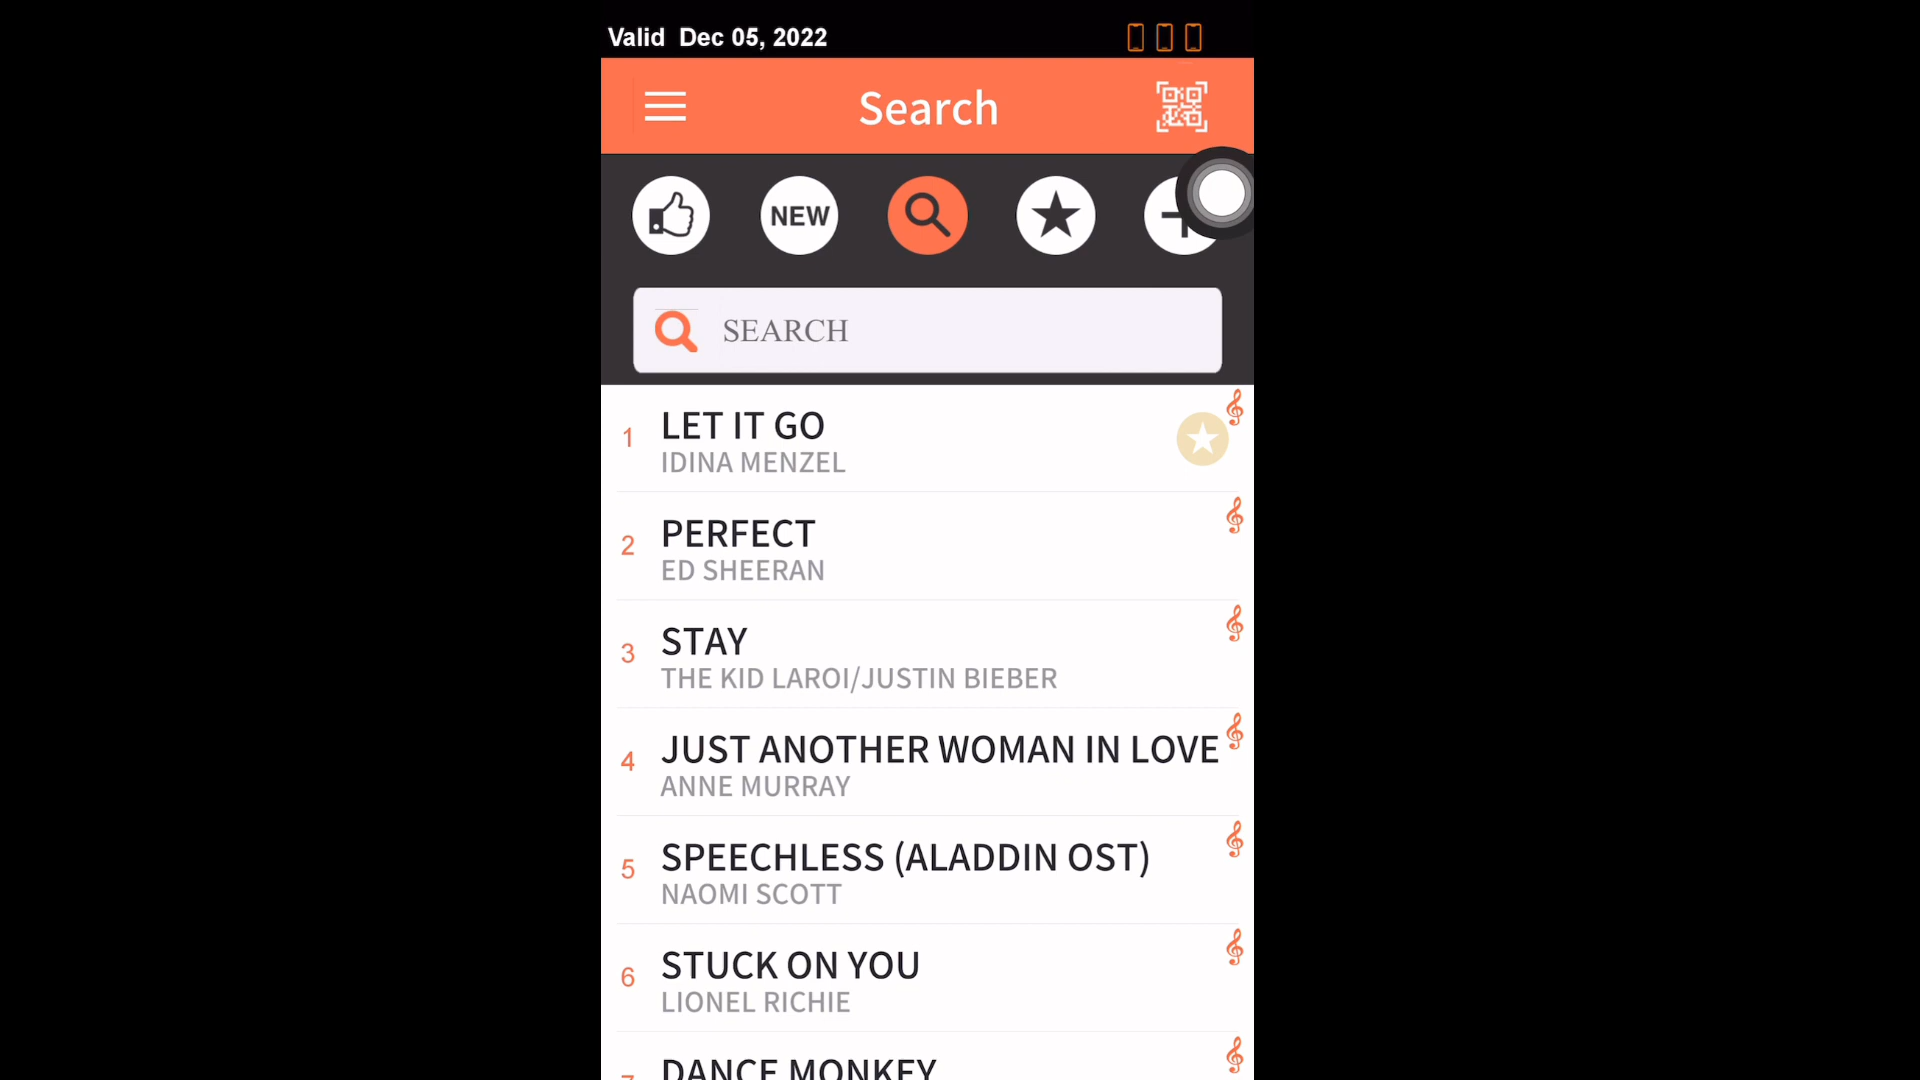 Valid Dec 05, 2022
Search
NEW
SEARCH
1
LET IT GO
IDINA MENZEL
2
PERFECT
ED SHEERAN
3
STAY
THE KID LAROI/JUSTIN BIEBER
4
JUST ANOTHER WOMAN IN LOVE
ANNE MURRAY
5
SPEECHLESS (ALADDIN OST)
NAOMI SCOTT
6
STUCK ON YOU
LIONEL RICHIE
7
DANCE MONKEY